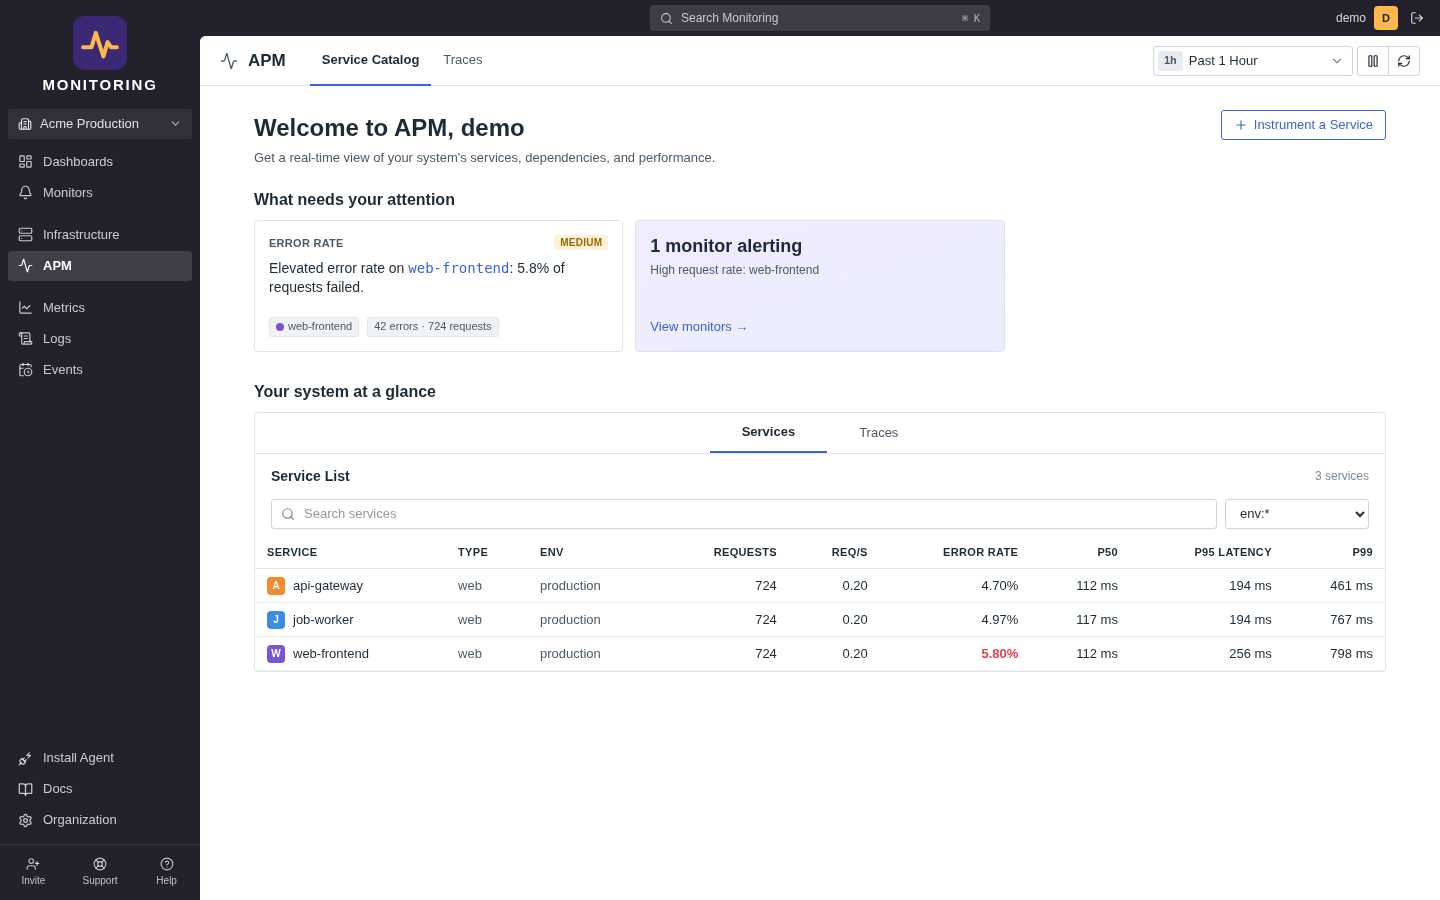 Search Monitoring ⌘ K
demo D
MONITORING
Acme Production
Dashboards
Monitors
Infrastructure
APM
Metrics
Logs
Events
Install Agent
Docs
Organization
Invite Support Help
APM Service Catalog Traces
1h Past 1 Hour
Welcome to APM, demo
Instrument a Service
Get a real-time view of your system's services, dependencies, and performance.
What needs your attention
ERROR RATE MEDIUM
Elevated error rate on web-frontend: 5.8% of
requests failed.
web-frontend 42 errors · 724 requests
1 monitor alerting
High request rate: web-frontend
View monitors →
Your system at a glance
Services Traces
Service List 3 services
Search services env:*
SERVICE TYPE ENV REQUESTS REQ/S ERROR RATE P50 P95 LATENCY P99
A api-gateway web production 724 0.20 4.70% 112 ms 194 ms 461 ms
J job-worker web production 724 0.20 4.97% 117 ms 194 ms 767 ms
W web-frontend web production 724 0.20 5.80% 112 ms 256 ms 798 ms